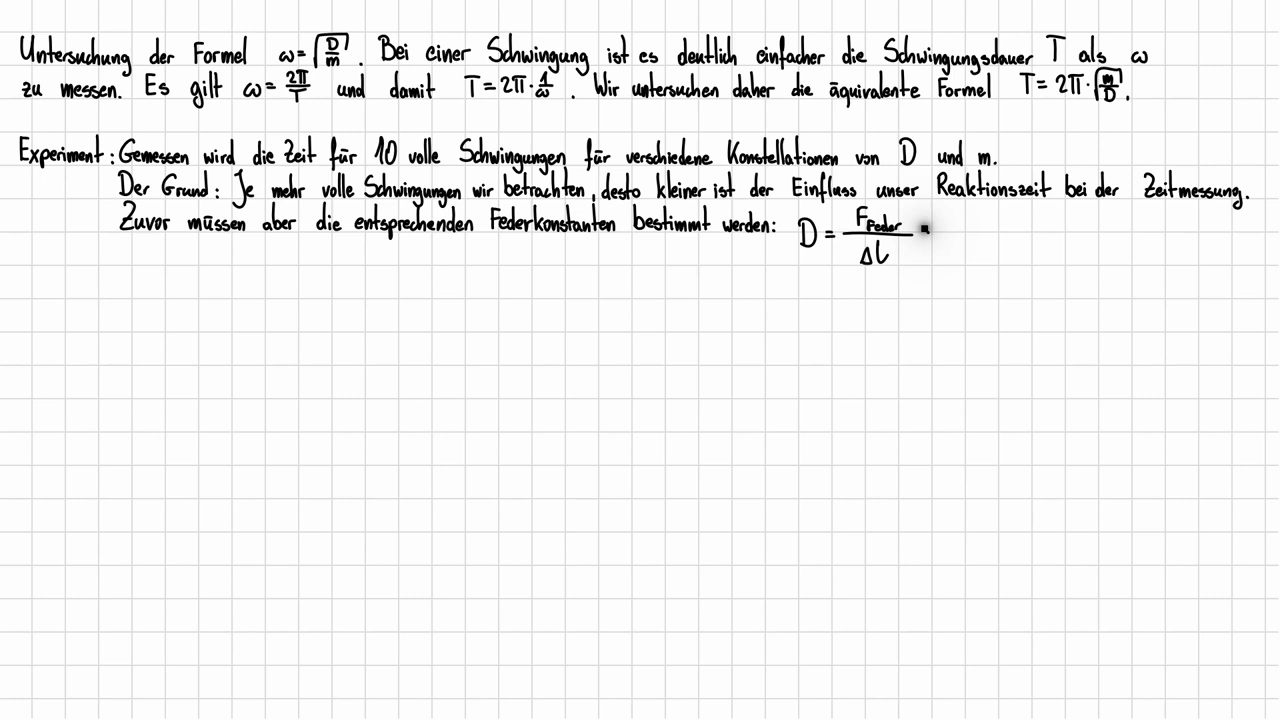 Untersuchung der Formel ω = √(D/m). Bei einer Schwingung ist es deutlich einfacher die Schwingungsdauer T als ω
zu messen. Es gilt ω = 2π/T und damit T = 2π · 1/ω. Wir untersuchen daher die äquivalente Formel T = 2π · √(m/D).
Experiment: Gemessen wird die Zeit für 10 volle Schwingungen für verschiedene Konstellationen von D und m.
Der Grund: Je mehr volle Schwingungen wir betrachten, desto kleiner ist der Einfluss unser Reaktionszeit bei der Zeitmessung.
Zuvor müssen aber die entsprechenden Federkonstanten bestimmt werden: D = F_Feder/Δl